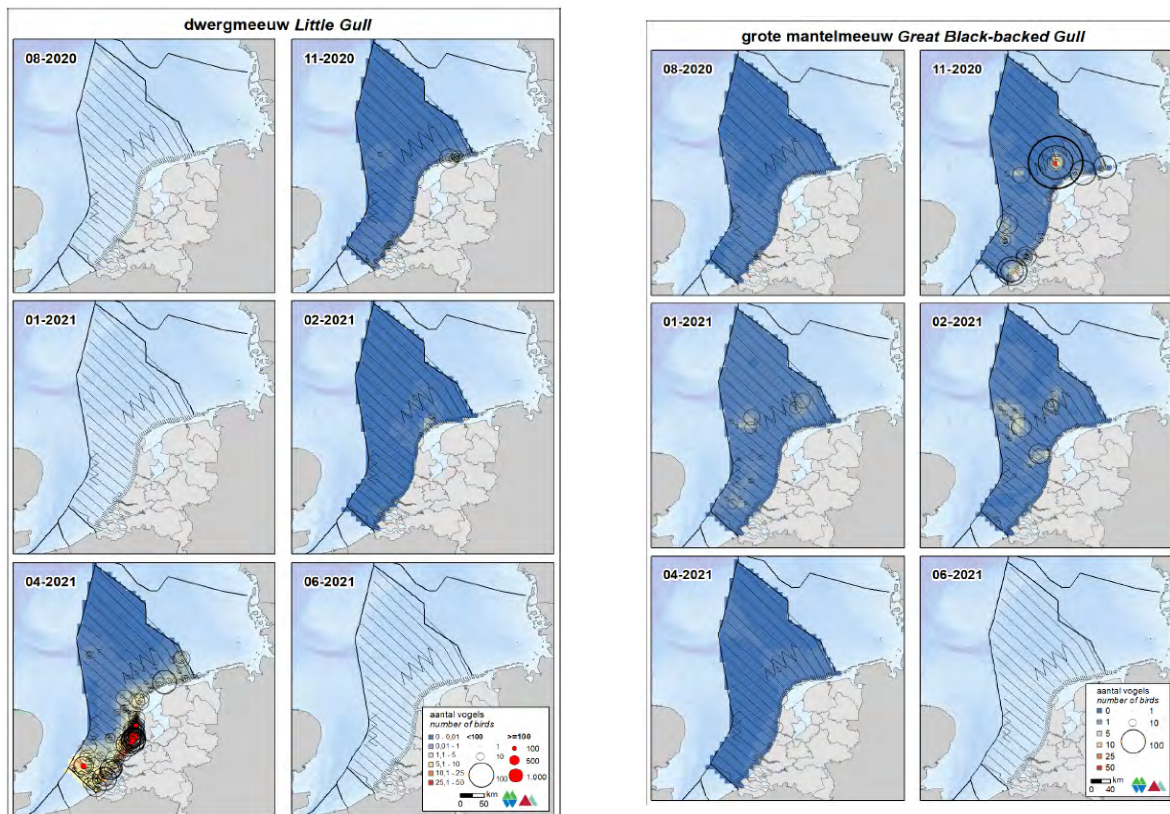 dwergmeeuw Little Gull
08-2020
11-2020
01-2021
02-2021
04-2021
06-2021
aantal vogels
number of birds
<100
>=100
0 - 0,01
0,01 - 1
1,1 - 5
5,1 - 10
10,1 - 25
25,1 - 50
1
10
100
100
500
1.000
km
0 50
grote mantelmeeuw Great Black-backed Gull
08-2020
11-2020
01-2021
02-2021
04-2021
06-2021
aantal vogels
number of birds
0
1
5
10
25
50
1
10
100
km
0 40